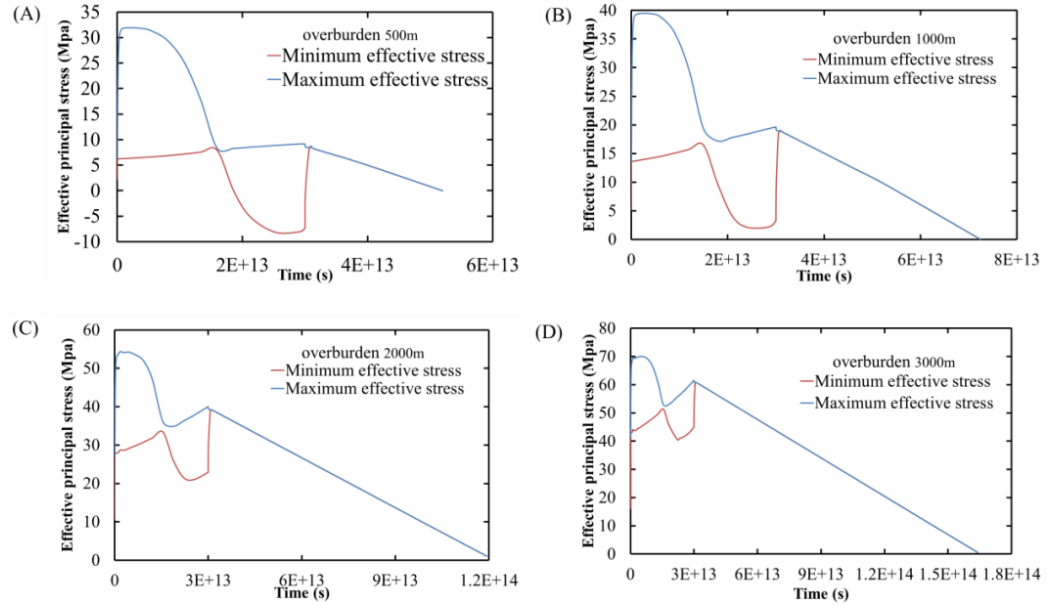 (A)
Effective principal stress (Mpa)
35
30
25
20
15
10
5
0
-5
-10
overburden 500m
Minimum effective stress
Maximum effective stress
0 2E+13 4E+13 6E+13
Time (s)
(B)
Effective principal stress (Mpa)
40
35
30
25
20
15
10
5
0
overburden 1000m
Minimum effective stress
Maximum effective stress
0 2E+13 4E+13 6E+13 8E+13
Time (s)
(C)
Effective principal stress (Mpa)
60
50
40
30
20
10
0
overburden 2000m
Minimum effective stress
Maximum effective stress
0 3E+13 6E+13 9E+13 1.2E+14
Time (s)
(D)
Effective principal stress (Mpa)
80
70
60
50
40
30
20
10
0
overburden 3000m
Minimum effective stress
Maximum effective stress
0 3E+13 6E+13 9E+13 1.2E+14 1.5E+14 1.8E+14
Time (s)